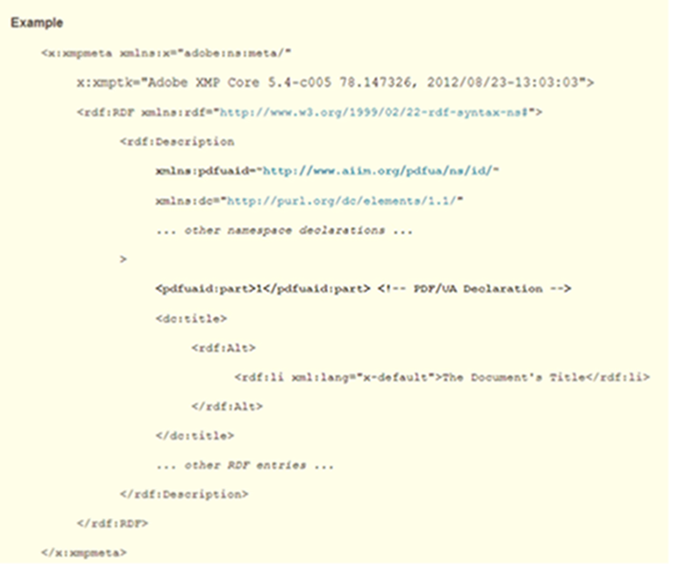 Example
<x:xmpmeta xmlns:x="adobe:ns:meta/"
x:xmptk="Adobe XMP Core 5.4-c005 78.147326, 2012/08/23-13:03:03">
<rdf:RDF xmlns:rdf="http://www.w3.org/1999/02/22-rdf-syntax-ns#">
<rdf:Description
xmlns:pdfuaid="http://www.aiim.org/pdfua/ns/id/"
xmlns:dc="http://purl.org/dc/elements/1.1/"
... other namespace declarations ...
>
<pdfuaid:part>1</pdfuaid:part> <!-- PDF/UA Declaration -->
<dc:title>
<rdf:Alt>
<rdf:li xml:lang="x-default">The Document's Title</rdf:li>
</rdf:Alt>
</dc:title>
... other RDF entries ...
</rdf:Description>
</rdf:RDF>
</x:xmpmeta>